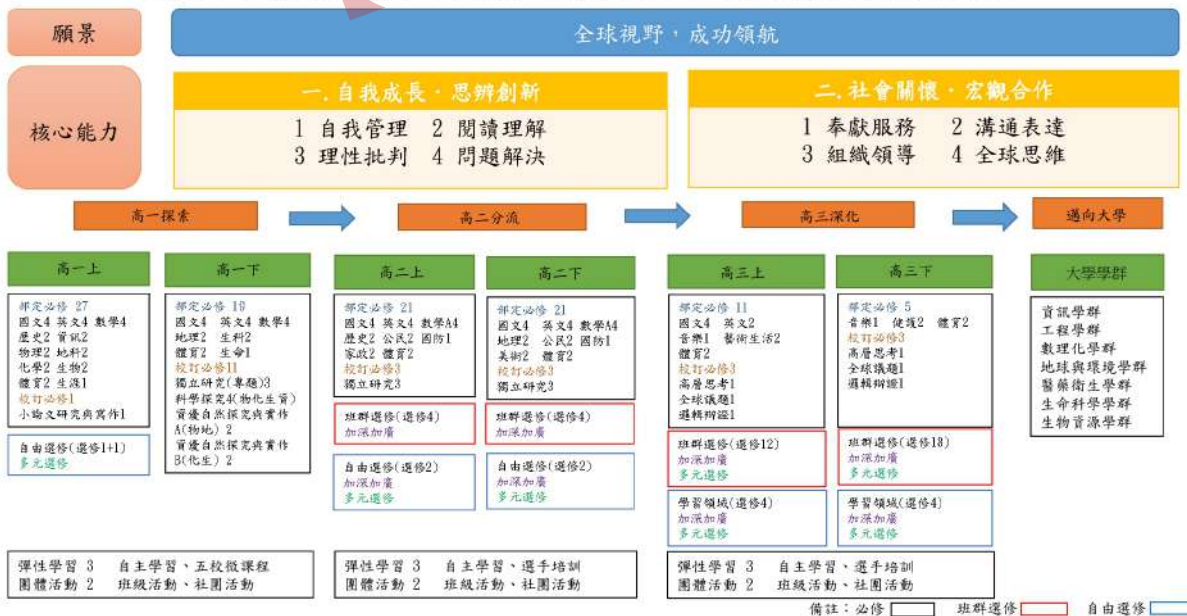 願景
全球視野，成功領航
核心能力
一.自我成長‧思辨創新
1 自我管理 2 閱讀理解
3 理性批判 4 問題解決
二.社會關懷‧宏觀合作
1 奉獻服務 2 溝通表達
3 組織領導 4 全球思維
高一探索
高二分流
高三深化
邁向大學
高一上
部定必修 27
國文4 英文4 數學4
歷史2 資訊2
物理2 地科2
化學2 生物2
體育2 生涯1
校訂必修1
小論文研究與寫作1
自由選修(選修1+1)
多元選修
高一下
部定必修 19
國文4 英文4 數學4
地理2 生科2
體育2 生命1
校訂必修11
獨立研究(專題)3
科學探究4(物化生資)
資優自然探究與實作
A(物地) 2
資優自然探究與實作
B(化生) 2
彈性學習 3 自主學習、五校微課程
團體活動 2 班級活動、社團活動
高二上
部定必修 21
國文4 英文4 數學A4
歷史2 公民2 國防1
家政2 體育2
校訂必修3
獨立研究3
班群選修(選修4)
加深加廣
自由選修(選修2)
加深加廣
多元選修
高二下
部定必修 21
國文4 英文4 數學A4
地理2 公民2 國防1
美術2 體育2
校訂必修3
獨立研究3
班群選修(選修4)
加深加廣
自由選修(選修2)
加深加廣
多元選修
彈性學習 3 自主學習、選手培訓
團體活動 2 班級活動、社團活動
高三上
部定必修 11
國文4 英文2
音樂1 藝術生活2
體育2
校訂必修3
高層思考1
全球議題1
邏輯辯證1
班群選修(選修12)
加深加廣
多元選修
學習領域(選修4)
加深加廣
多元選修
高三下
部定必修 5
音樂1 健護2 體育2
校訂必修3
高層思考1
全球議題1
邏輯辯證1
班群選修(選修18)
加深加廣
多元選修
學習領域(選修4)
加深加廣
多元選修
彈性學習 3 自主學習、選手培訓
團體活動 2 班級活動、社團活動
大學學群
資訊學群
工程學群
數理化學群
地球與環境學群
醫藥衛生學群
生命科學學群
生物資源學群
備註：必修 班群選修 自由選修